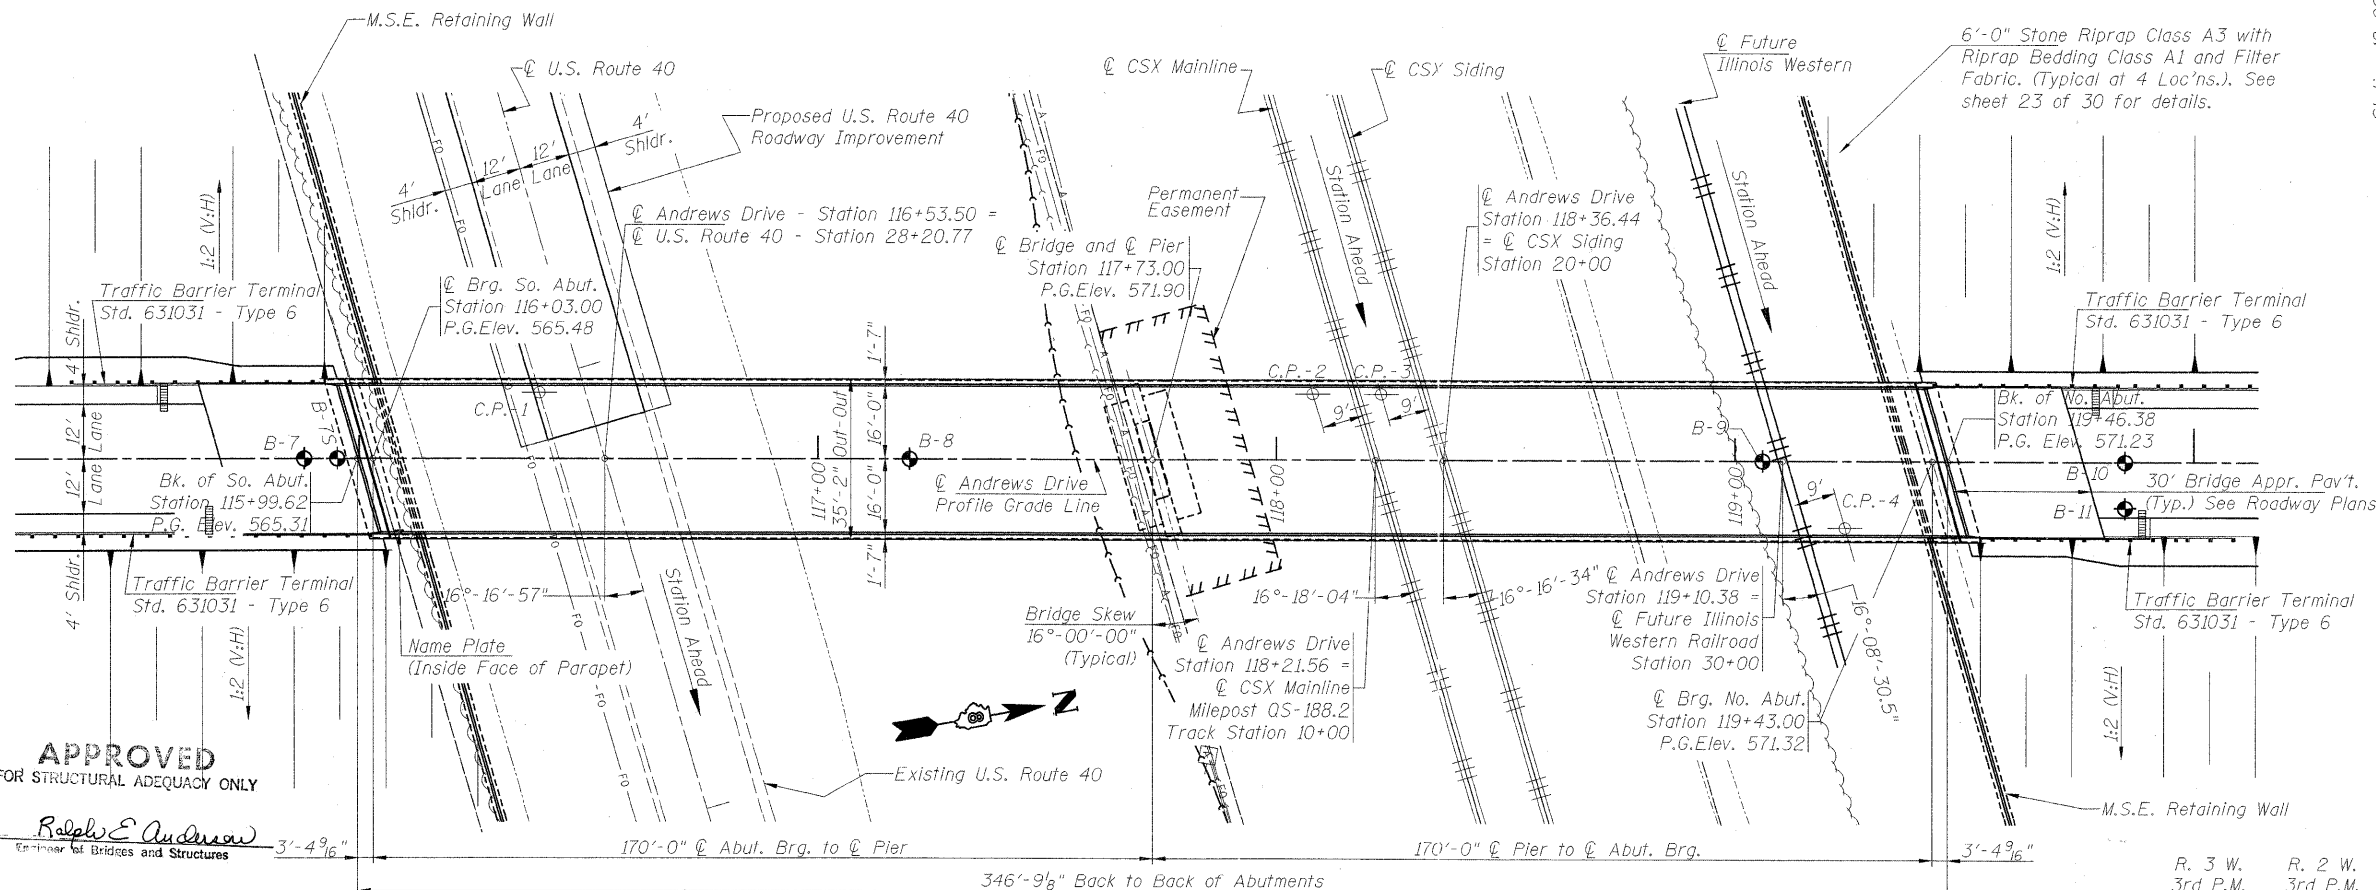 M.S.E. Retaining Wall
℄ U.S. Route 40
Proposed U.S. Route 40
Roadway Improvement
4'
Shldr.
12'
Lane
12'
Lane
4'
Shldr.
℄ CSX Mainline
℄ CSX Siding
℄ Future
Illinois Western
6'-0" Stone Riprap Class A3 with
Riprap Bedding Class A1 and Filter
Fabric. (Typical at 4 Loc'ns.). See
sheet 23 of 30 for details.
FO
FO
A
FO
Station Ahead
Station Ahead
1:2 (V:H)
1:2 (V:H)
℄ Andrews Drive - Station 116+53.50 =
℄ U.S. Route 40 - Station 28+20.77
Permanent
Easement
℄ Andrews Drive
Station 118+36.44
= ℄ CSX Siding
Station 20+00
℄ Bridge and ℄ Pier
Station 117+73.00
P.G.Elev. 571.90
℄ Brg. So. Abut.
Station 116+03.00
P.G.Elev. 565.48
Traffic Barrier Terminal
Std. 631031 - Type 6
Traffic Barrier Terminal
Std. 631031 - Type 6
4' Shldr.
12'
Lane
12'
Lane
4' Shldr.
C.P.-1
C.P.-2
C.P.-3
9'
9'
1'-7"
16'-0"
16'-0"
1'-7"
35'-2" Out-Out
B-7
B-8
B-9
B-10
B-11
117+00
118+00
119+00
Bk. of So. Abut.
Station 115+99.62
P.G. Elev. 565.31
℄ Andrews Drive
Profile Grade Line
Bk. of No. Abut.
Station 119+46.38
P.G. Elev. 571.23
30' Bridge Appr. Pav't.
(Typ.) See Roadway Plans
9'
C.P.-4
Traffic Barrier Terminal
Std. 631031 - Type 6
16°-16'-57"
Station Ahead
Name Plate
(Inside Face of Parapet)
Bridge Skew
16°-00'-00"
(Typical)
16°-18'-04"
16°-16'-34"
℄ Andrews Drive
Station 118+21.56 =
℄ CSX Mainline
Milepost QS-188.2
Track Station 10+00
℄ Andrews Drive
Station 119+10.38 =
℄ Future Illinois
Western Railroad
Station 30+00
16°-08'-30.5"
℄ Brg. No. Abut.
Station 119+43.00
P.G.Elev. 571.32
Traffic Barrier Terminal
Std. 631031 - Type 6
1:2 (V:H)
1:2 (V:H)
N
Existing U.S. Route 40
M.S.E. Retaining Wall
APPROVED
FOR STRUCTURAL ADEQUACY ONLY
Ralph E Anderson
Engineer of Bridges and Structures
3'-4 9/16"
170'-0" ℄ Abut. Brg. to ℄ Pier
170'-0" ℄ Pier to ℄ Abut. Brg.
3'-4 9/16"
346'-9 1/8" Back to Back of Abutments
R. 3 W.
R. 2 W.
3rd P.M.
3rd P.M.